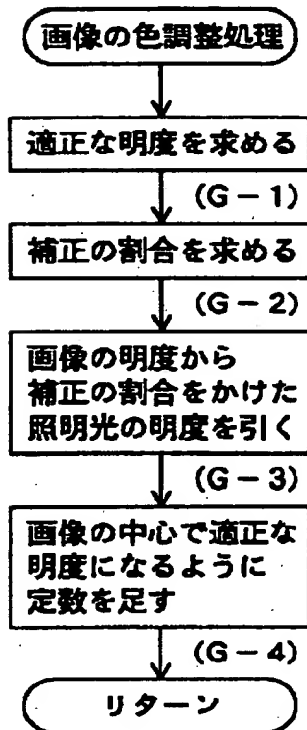 画像の色調整処理
適正な明度を求める
(G-1)
補正の割合を求める
(G-2)
画像の明度から
補正の割合をかけた
照明光の明度を引く
(G-3)
画像の中心で適正な
明度になるように
定数を足す
(G-4)
リターン